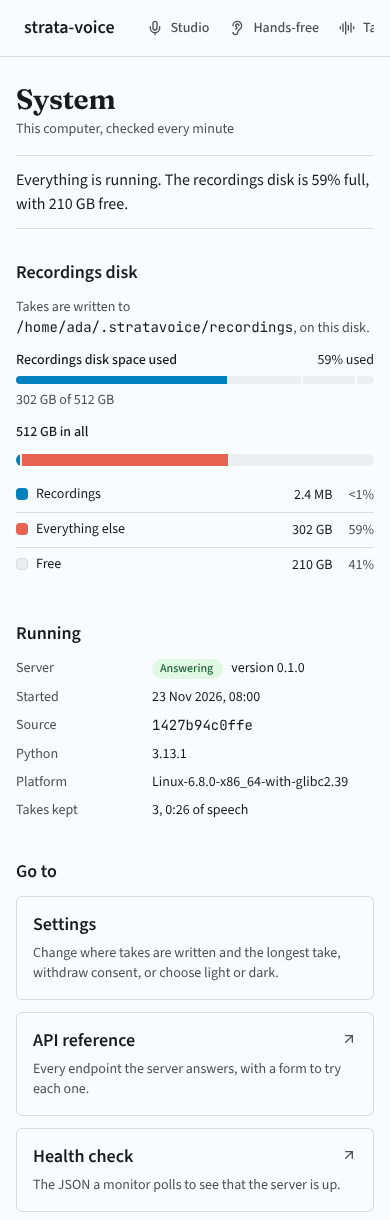 strata-voice Studio Hands-free Ta
System
This computer, checked every minute
Everything is running. The recordings disk is 59% full,
with 210 GB free.
Recordings disk
Takes are written to
/home/ada/.stratavoice/recordings, on this disk.
Recordings disk space used 59% used
302 GB of 512 GB
512 GB in all
Recordings 2.4 MB <1%
Everything else 302 GB 59%
Free 210 GB 41%
Running
Server Answering version 0.1.0
Started 23 Nov 2026, 08:00
Source 1427b94c0ffe
Python 3.13.1
Platform Linux-6.8.0-x86_64-with-glibc2.39
Takes kept 3, 0:26 of speech
Go to
Settings
Change where takes are written and the longest take,
withdraw consent, or choose light or dark.
API reference
Every endpoint the server answers, with a form to try
each one.
Health check
The JSON a monitor polls to see that the server is up.